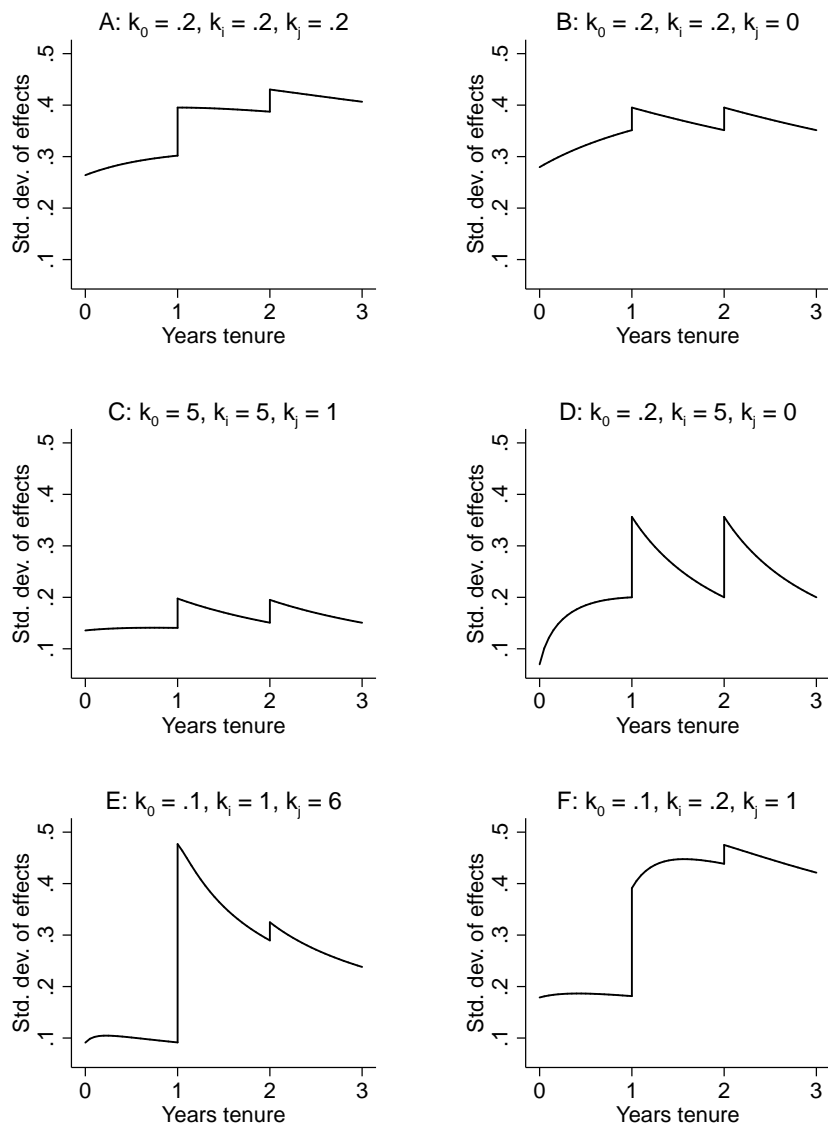 A: k₀ = .2, kᵢ = .2, kⱼ = .2
Std. dev. of effects
.1 .2 .3 .4 .5
0 1 2 3
Years tenure
B: k₀ = .2, kᵢ = .2, kⱼ = 0
Std. dev. of effects
.1 .2 .3 .4 .5
0 1 2 3
Years tenure
C: k₀ = 5, kᵢ = 5, kⱼ = 1
Std. dev. of effects
.1 .2 .3 .4 .5
0 1 2 3
Years tenure
D: k₀ = .2, kᵢ = 5, kⱼ = 0
Std. dev. of effects
.1 .2 .3 .4 .5
0 1 2 3
Years tenure
E: k₀ = .1, kᵢ = 1, kⱼ = 6
Std. dev. of effects
.1 .2 .3 .4 .5
0 1 2 3
Years tenure
F: k₀ = .1, kᵢ = .2, kⱼ = 1
Std. dev. of effects
.1 .2 .3 .4 .5
0 1 2 3
Years tenure